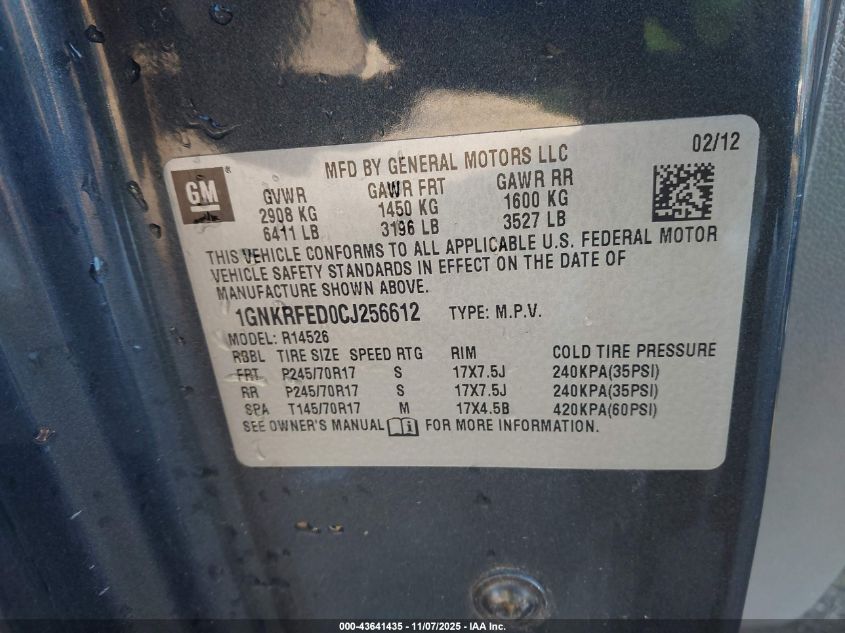 02/12
MFD BY GENERAL MOTORS LLC
GM®
GVWR GAWR FRT GAWR RR
2908 KG 1450 KG 1600 KG
6411 LB 3196 LB 3527 LB
THIS VEHICLE CONFORMS TO ALL APPLICABLE U.S. FEDERAL MOTOR
VEHICLE SAFETY STANDARDS IN EFFECT ON THE DATE OF
MANUFACTURE SHOWN ABOVE.
1GNKRFED0CJ256612 TYPE: M.P.V.
MODEL: R14526
RSBL TIRE SIZE SPEED RTG RIM COLD TIRE PRESSURE
FRT P245/70R17 S 17X7.5J 240KPA(35PSI)
RR P245/70R17 S 17X7.5J 240KPA(35PSI)
SPA T145/70R17 M 17X4.5B 420KPA(60PSI)
SEE OWNER'S MANUAL FOR MORE INFORMATION.
000-43641435 - 11/07/2025 - IAA Inc.